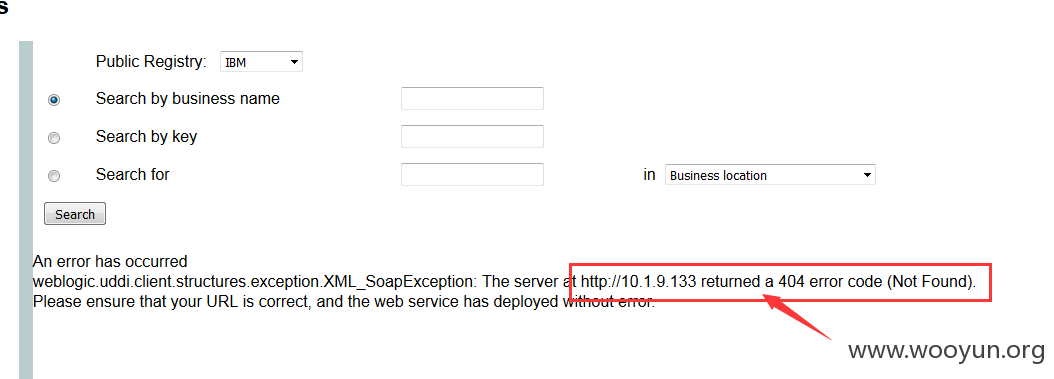 s
Public Registry: IBM
Search by business name
Search by key
Search for in Business location
Search
An error has occurred
weblogic.uddi.client.structures.exception.XML_SoapException: The server at http://10.1.9.133 returned a 404 error code (Not Found).
Please ensure that your URL is correct, and the web service has deployed without error.
www.wooyun.org